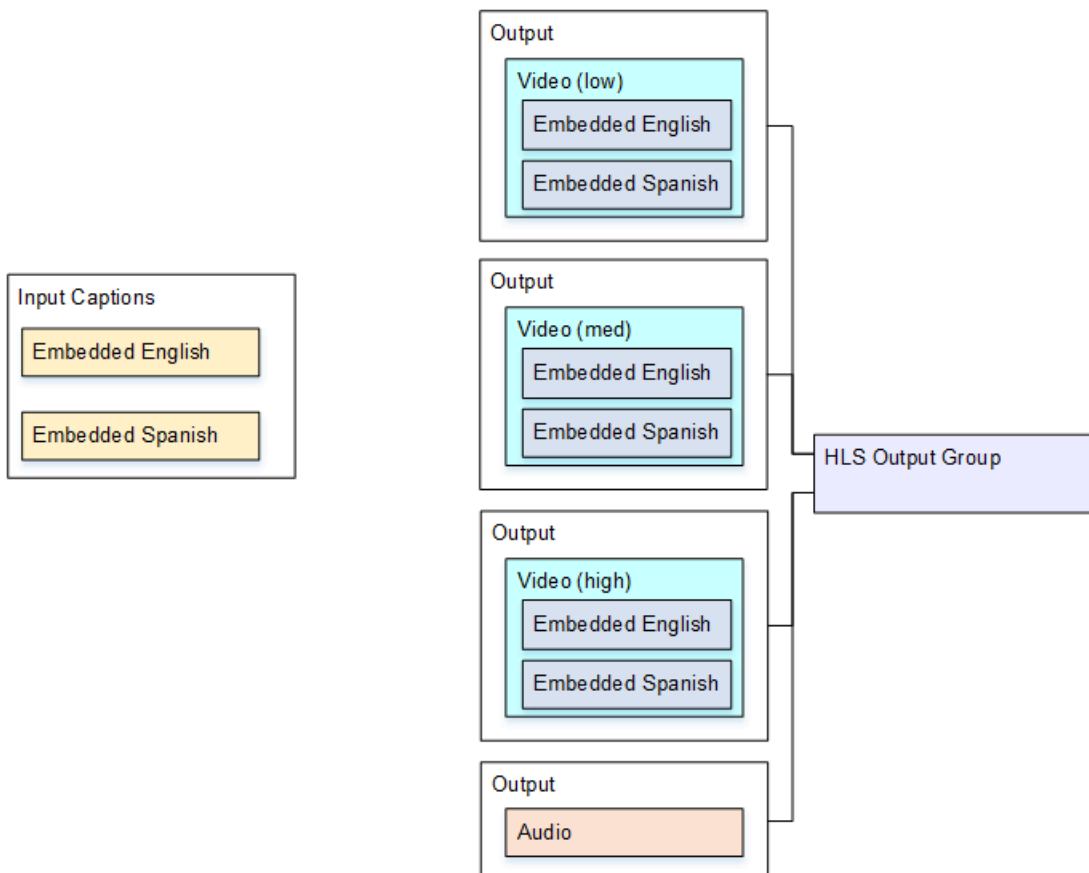 Input Captions
Embedded English
Embedded Spanish
Output
Video (low)
Embedded English
Embedded Spanish
Output
Video (med)
Embedded English
Embedded Spanish
Output
Video (high)
Embedded English
Embedded Spanish
Output
Audio
HLS Output Group